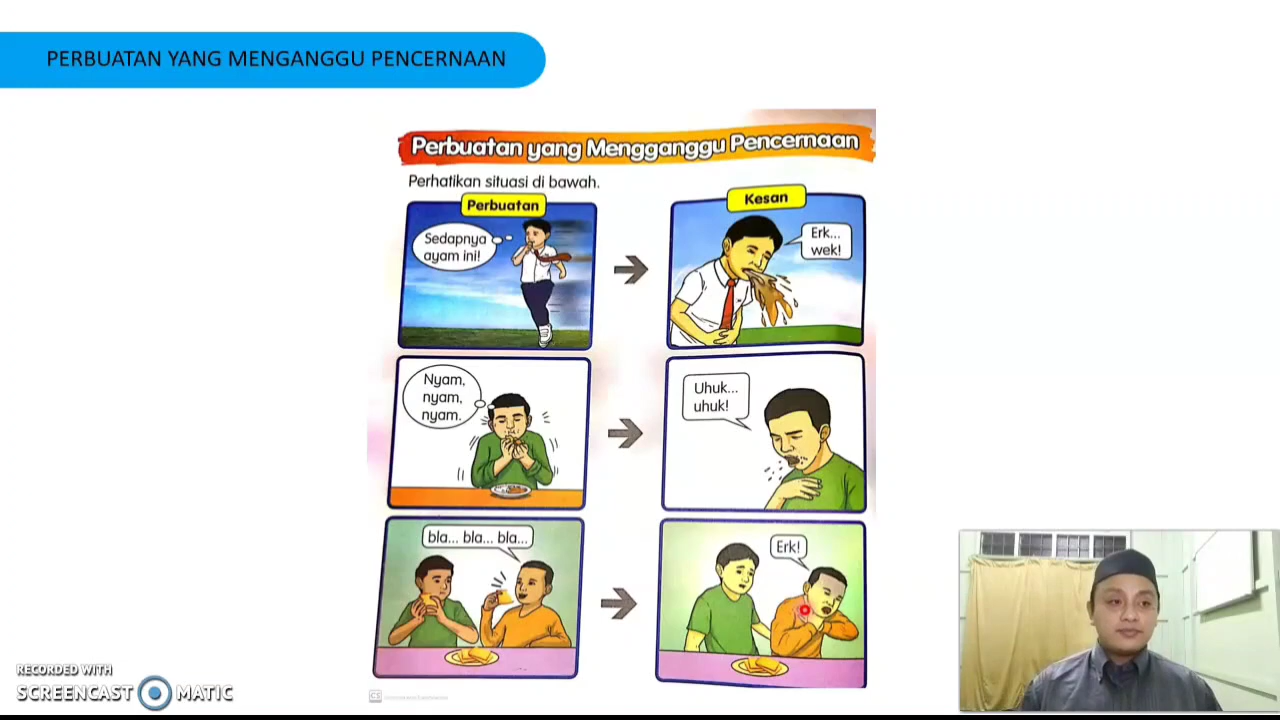 PERBUATAN YANG MENGANGGU PENCERNAAN
Perbuatan yang Mengganggu Pencernaan
Perhatikan situasi di bawah.
Perbuatan
Kesan
Sedapnya
ayam ini!
Erk...
wek!
Nyam,
nyam,
nyam.
Uhuk...
uhuk!
bla... bla... bla...
Erk!
CS
RECORDED WITH
SCREENCAST MATIC